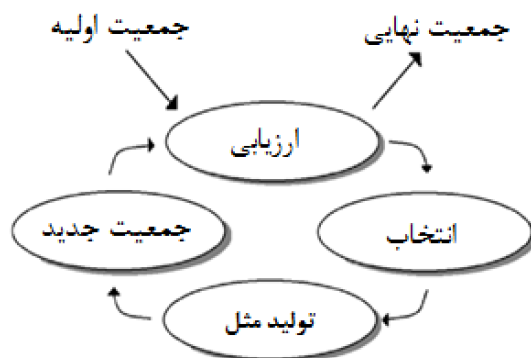 جمعیت اولیه
جمعیت نهایی
ارزیابی
انتخاب
تولید مثل
جمعیت جدید